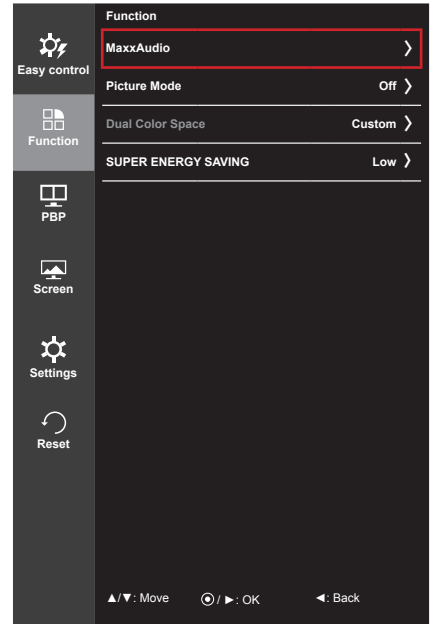 Function
MaxxAudio
Easy control
Picture Mode Off
Dual Color Space Custom
Function
SUPER ENERGY SAVING Low
PBP
Screen
Settings
Reset
▲/▼: Move ◉/ ►: OK ◄: Back